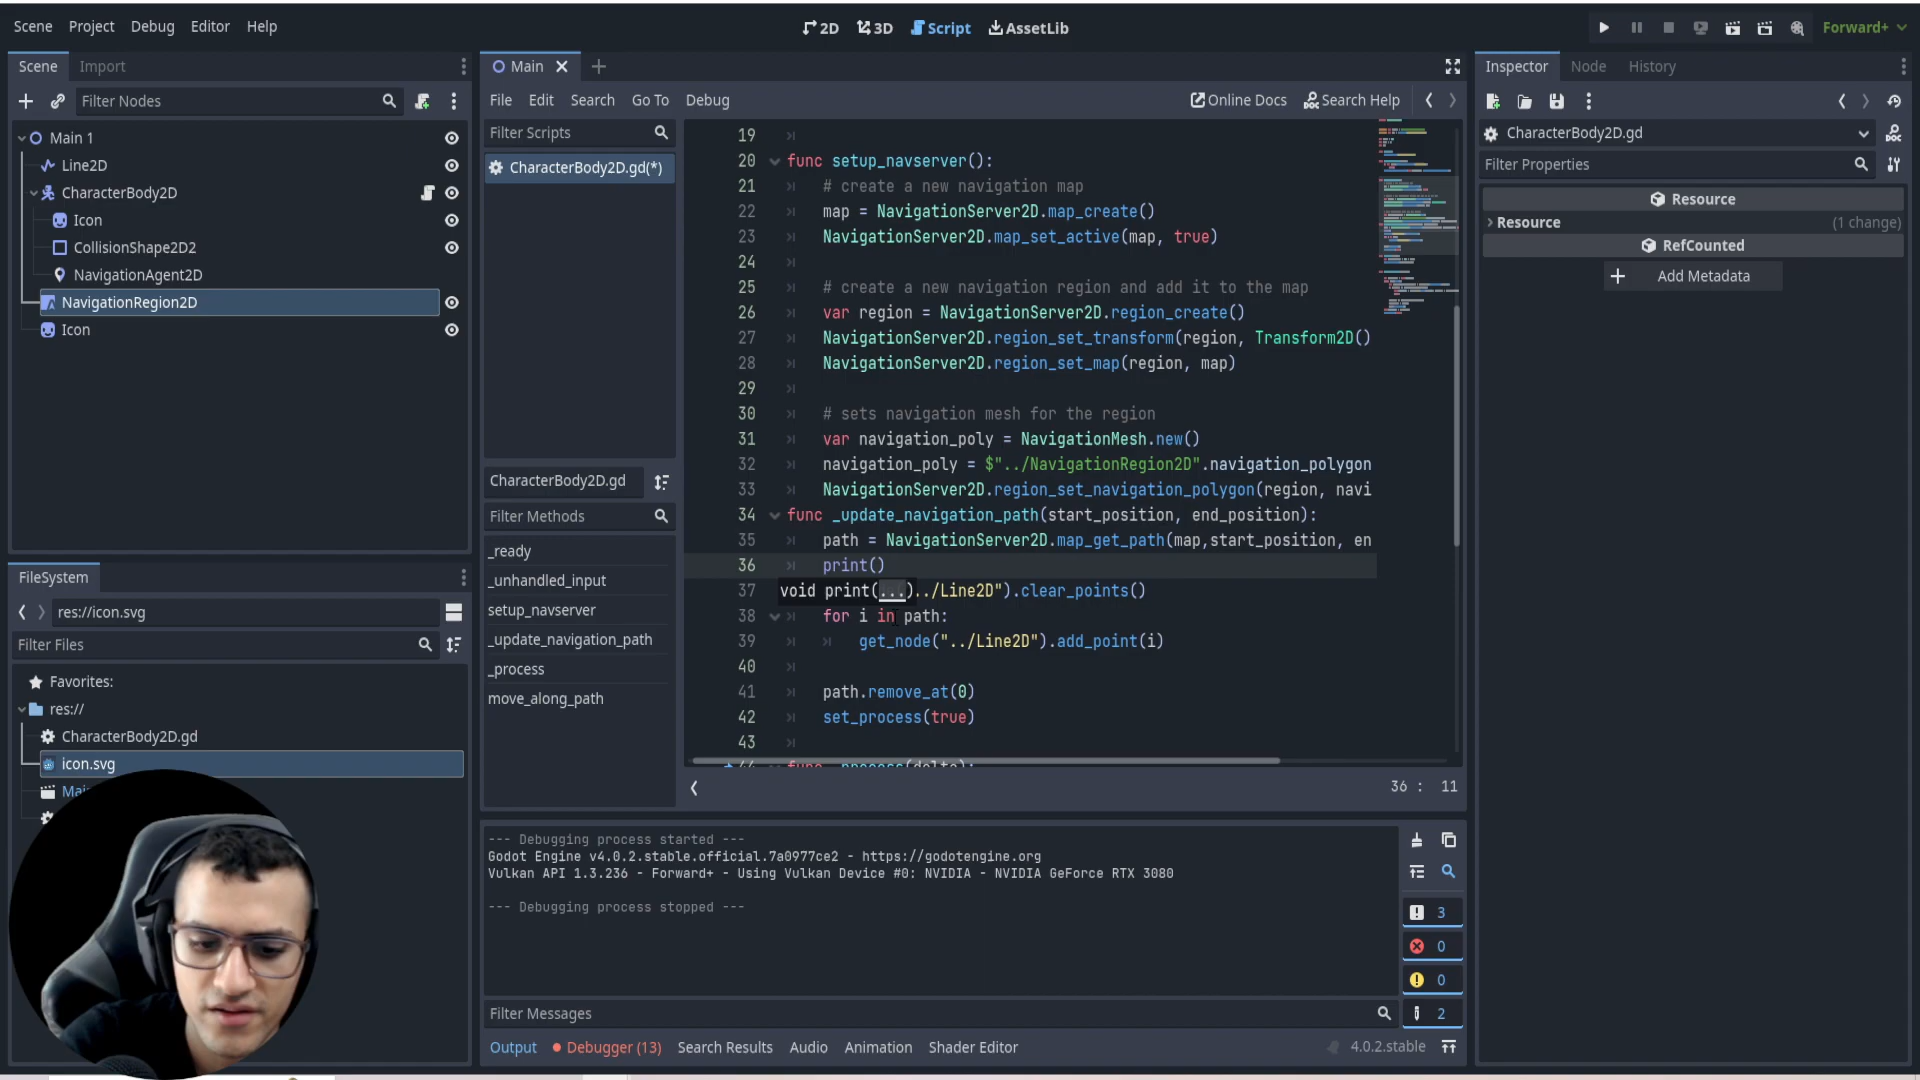 Scene Project Debug Editor Help
2D 3D Script AssetLib
Forward+
Scene Import
Filter Nodes
Main 1
Line2D
CharacterBody2D
Icon
CollisionShape2D2
NavigationAgent2D
NavigationRegion2D
Icon
FileSystem
res://icon.svg
Filter Files
Favorites:
res://
CharacterBody2D.gd
icon.svg
Main
File Edit Search Go To Debug
Online Docs Search Help
Filter Scripts
CharacterBody2D.gd(*)
CharacterBody2D.gd
Filter Methods
_ready
_unhandled_input
setup_navserver
_update_navigation_path
_process
move_along_path
19
20 func setup_navserver():
21 # create a new navigation map
22 map = NavigationServer2D.map_create()
23 NavigationServer2D.map_set_active(map, true)
24
25 # create a new navigation region and add it to the map
26 var region = NavigationServer2D.region_create()
27 NavigationServer2D.region_set_transform(region, Transform2D()
28 NavigationServer2D.region_set_map(region, map)
29
30 # sets navigation mesh for the region
31 var navigation_poly = NavigationMesh.new()
32 navigation_poly = $"../NavigationRegion2D".navigation_polygon
33 NavigationServer2D.region_set_navigation_polygon(region, navi
34 func _update_navigation_path(start_position, end_position):
35 path = NavigationServer2D.map_get_path(map,start_position, en
36 print()
37 void print(...)../Line2D").clear_points()
38 for i in path:
39 get_node("../Line2D").add_point(i)
40
41 path.remove_at(0)
42 set_process(true)
43
44 func _process(delta):
36 : 11
--- Debugging process started ---
Godot Engine v4.0.2.stable.official.7a0977ce2 - https://godotengine.org
Vulkan API 1.3.236 - Forward+ - Using Vulkan Device #0: NVIDIA - NVIDIA GeForce RTX 3080
--- Debugging process stopped ---
3
0
0
2
Filter Messages
Output Debugger (13) Search Results Audio Animation Shader Editor
4.0.2.stable
Inspector Node History
CharacterBody2D.gd
Filter Properties
Resource
Resource (1 change)
RefCounted
Add Metadata